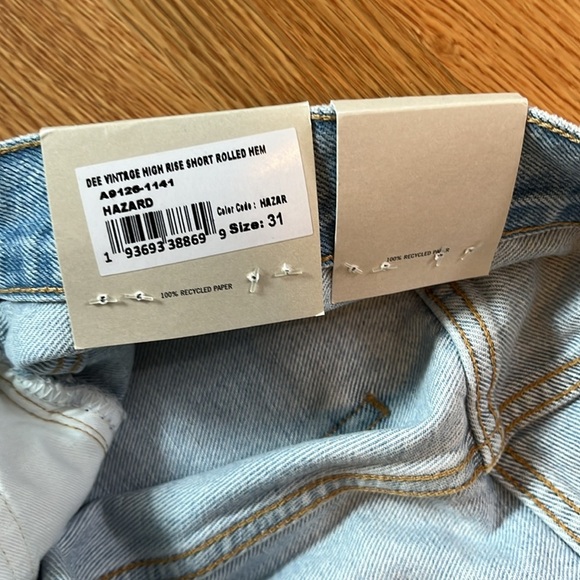 DEE VINTAGE HIGH RISE SHORT ROLLED HEM
A9126-1141
HAZARD
Color Code : HAZAR
Size: 31
1 93693 38869 9
100% RECYCLED PAPER
100% RECYCLED PAPER